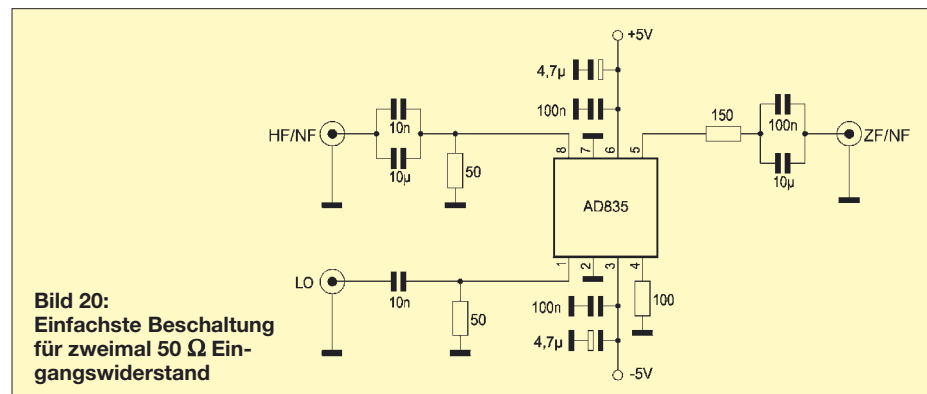 +5V
4,7µ
100n
10n
HF/NF
10µ
50
8
7
6
5
150
100n
10µ
ZF/NF
AD835
1
2
3
4
LO
10n
50
100n
4,7µ
100
-5V
Bild 20:
Einfachste Beschaltung
für zweimal 50 Ω Ein-
gangswiderstand